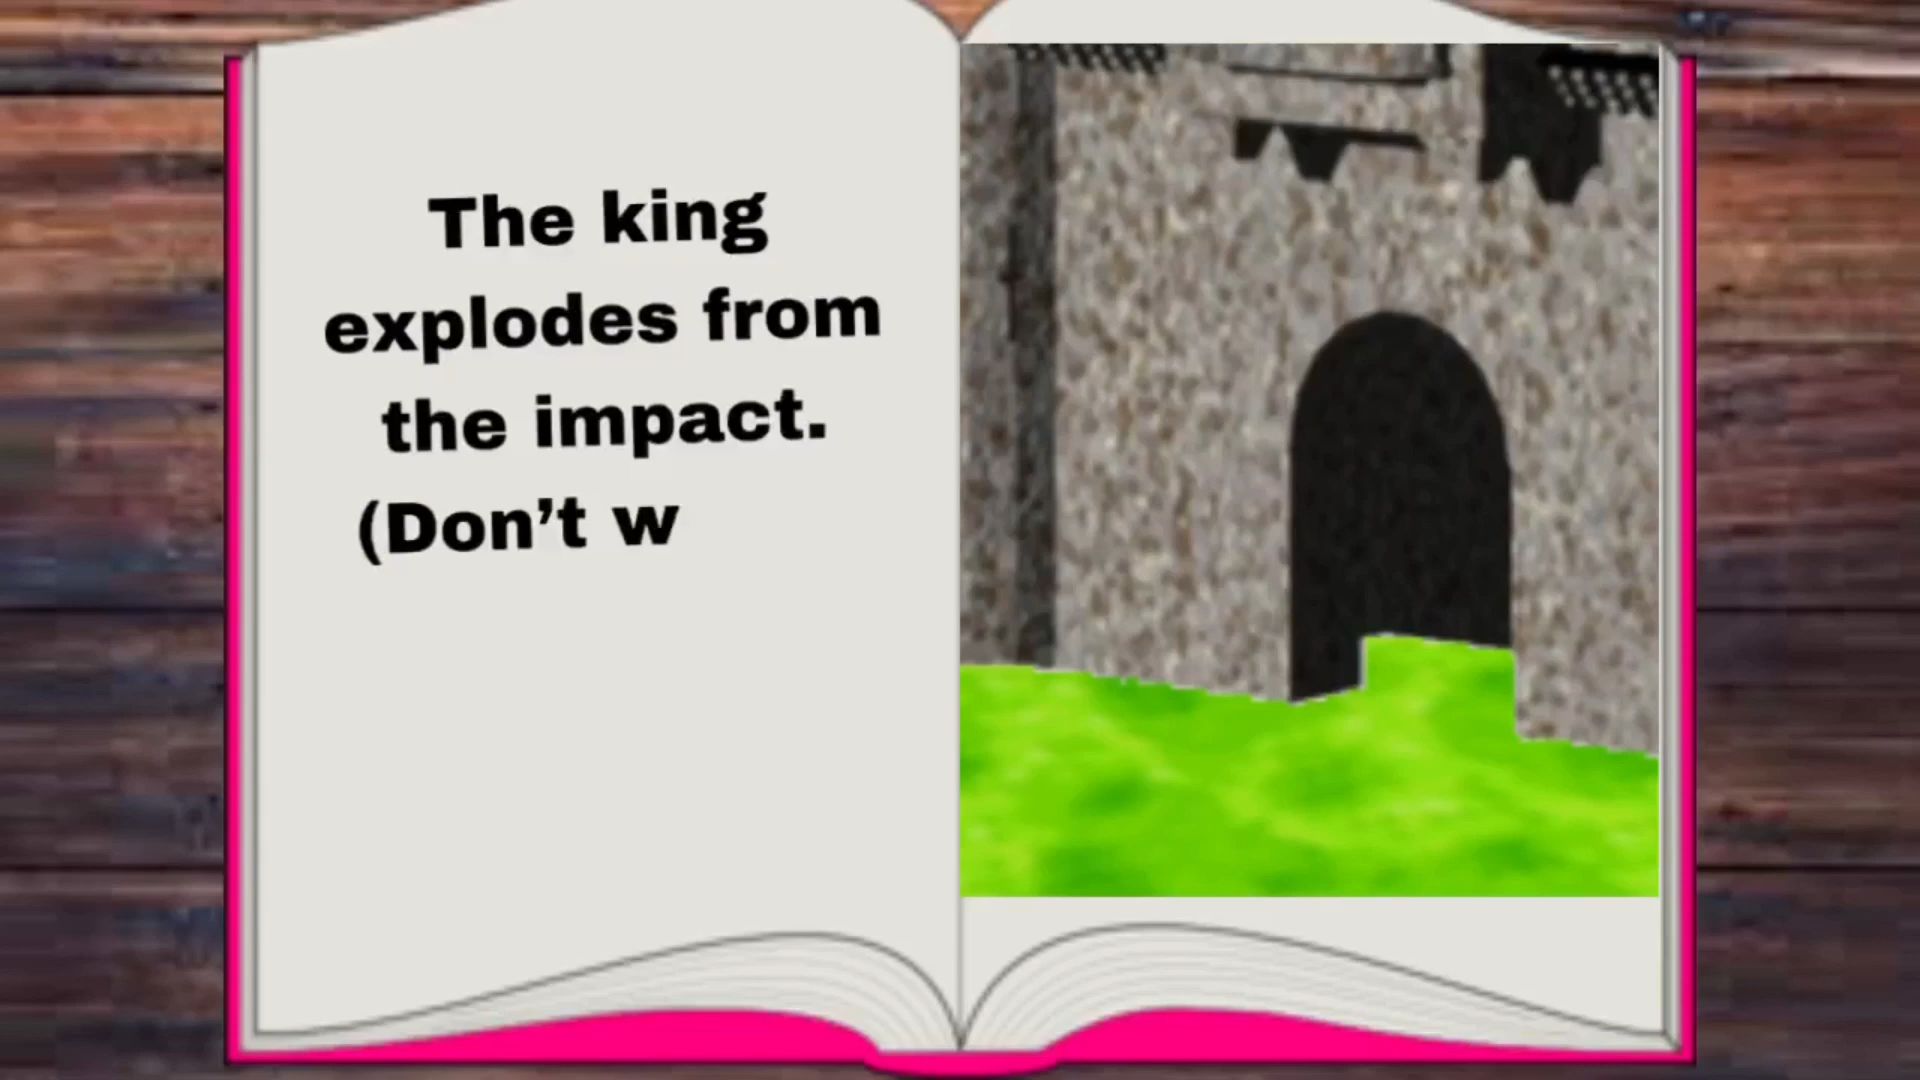 The king
explodes from
the impact.
(Don’t w